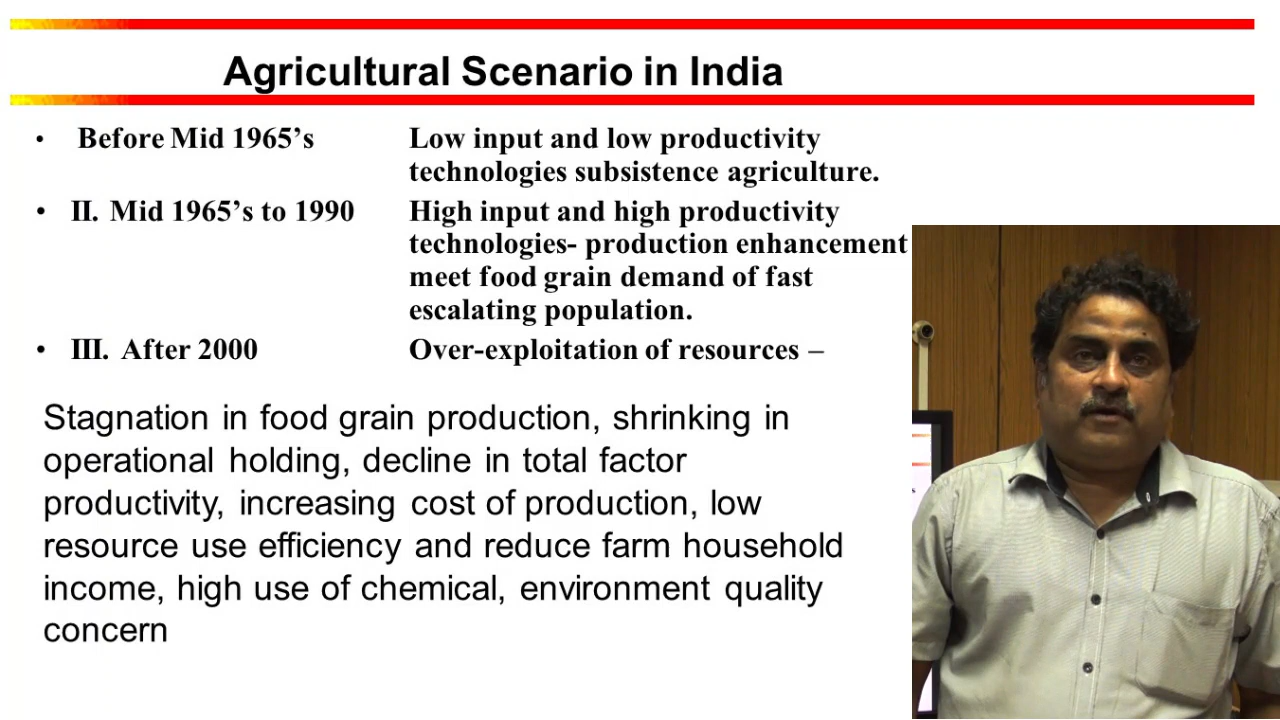 Agricultural Scenario in India
• Before Mid 1965’s Low input and low productivity
technologies subsistence agriculture.
• II. Mid 1965’s to 1990 High input and high productivity
technologies- production enhancement
meet food grain demand of fast
escalating population.
• III. After 2000 Over-exploitation of resources –
Stagnation in food grain production, shrinking in
operational holding, decline in total factor
productivity, increasing cost of production, low
resource use efficiency and reduce farm household
income, high use of chemical, environment quality
concern